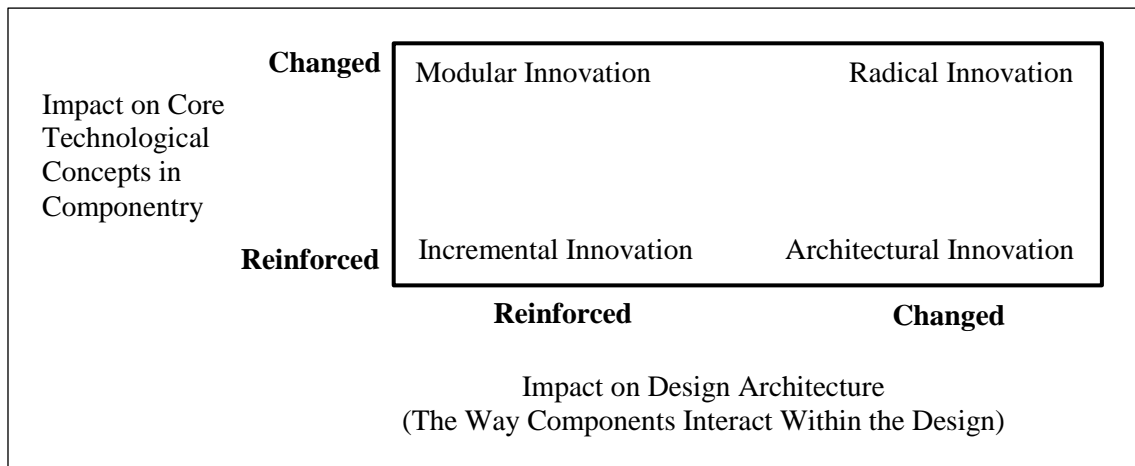 Changed
Modular Innovation
Radical Innovation
Impact on Core
Technological
Concepts in
Componentry
Reinforced
Incremental Innovation
Architectural Innovation
Reinforced
Changed
Impact on Design Architecture
(The Way Components Interact Within the Design)